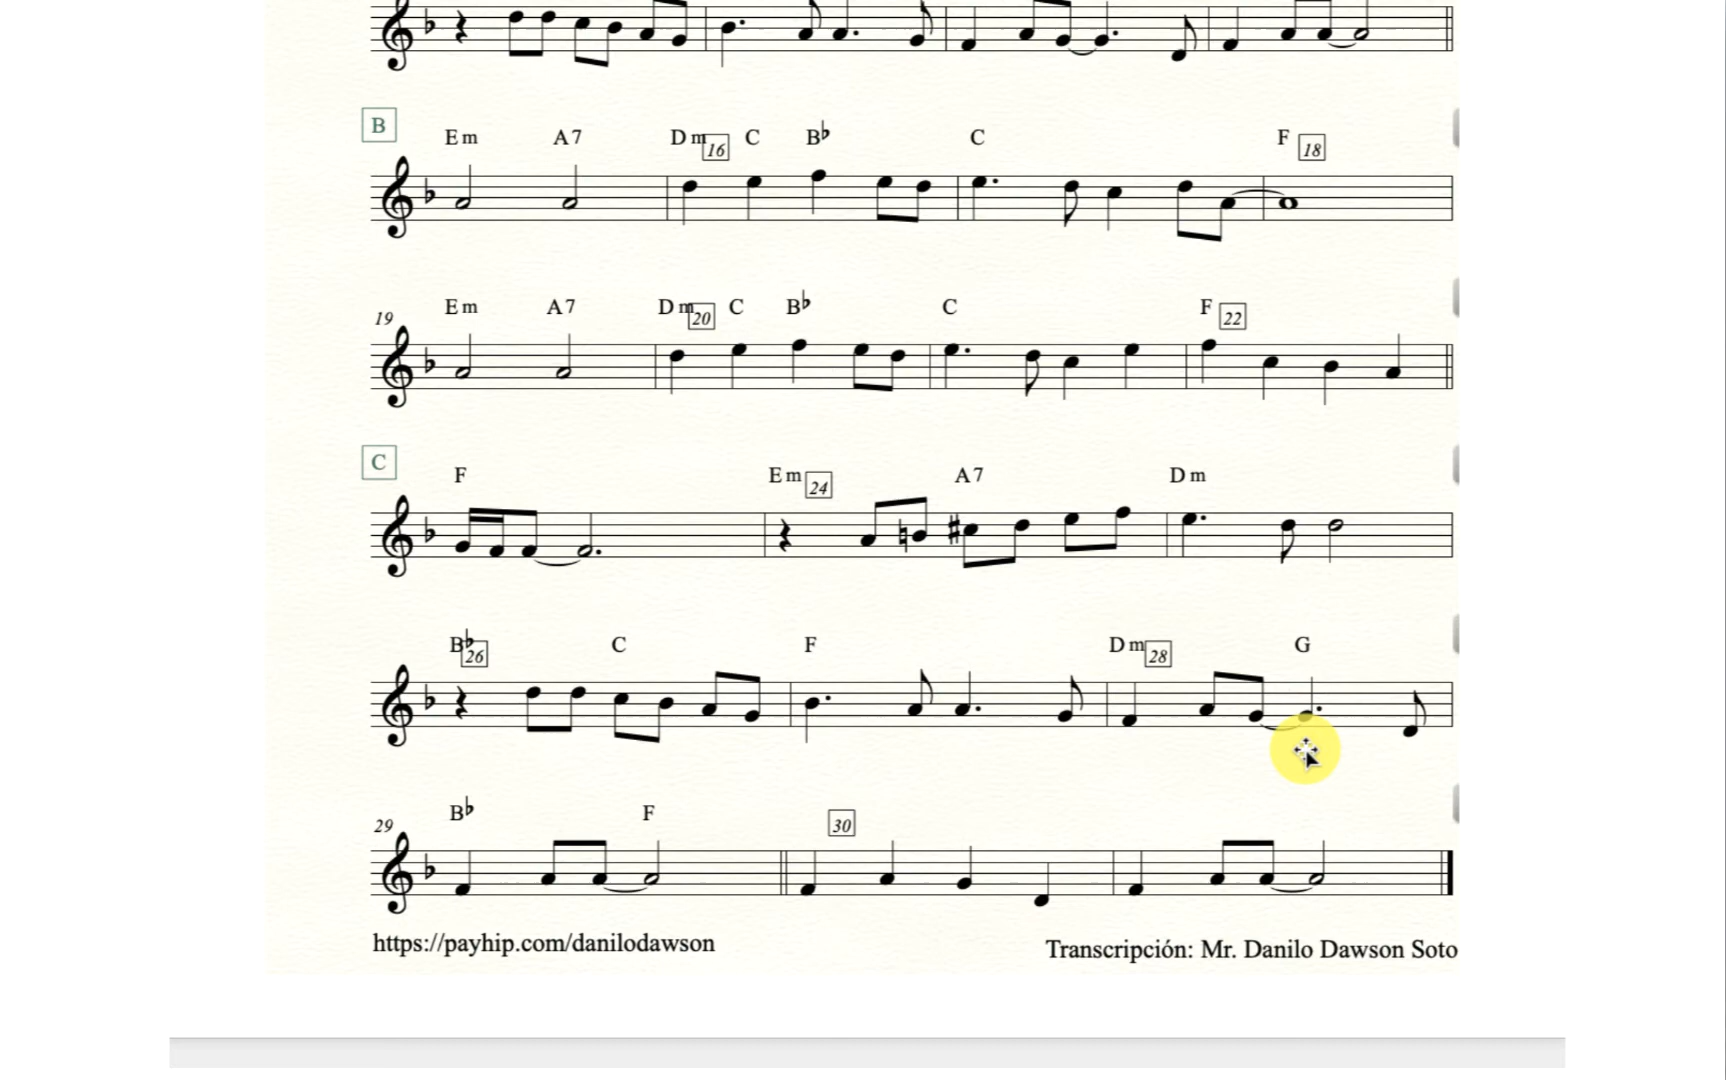 B
Em A7 Dm 16 C B♭ C F 18
19 Em A7 Dm 20 C B♭ C F 22
C
F Em 24 A7 Dm
B♭ 26 C F Dm 28 G
29 B♭ F 30
https://payhip.com/danilodawson
Transcripción: Mr. Danilo Dawson Soto